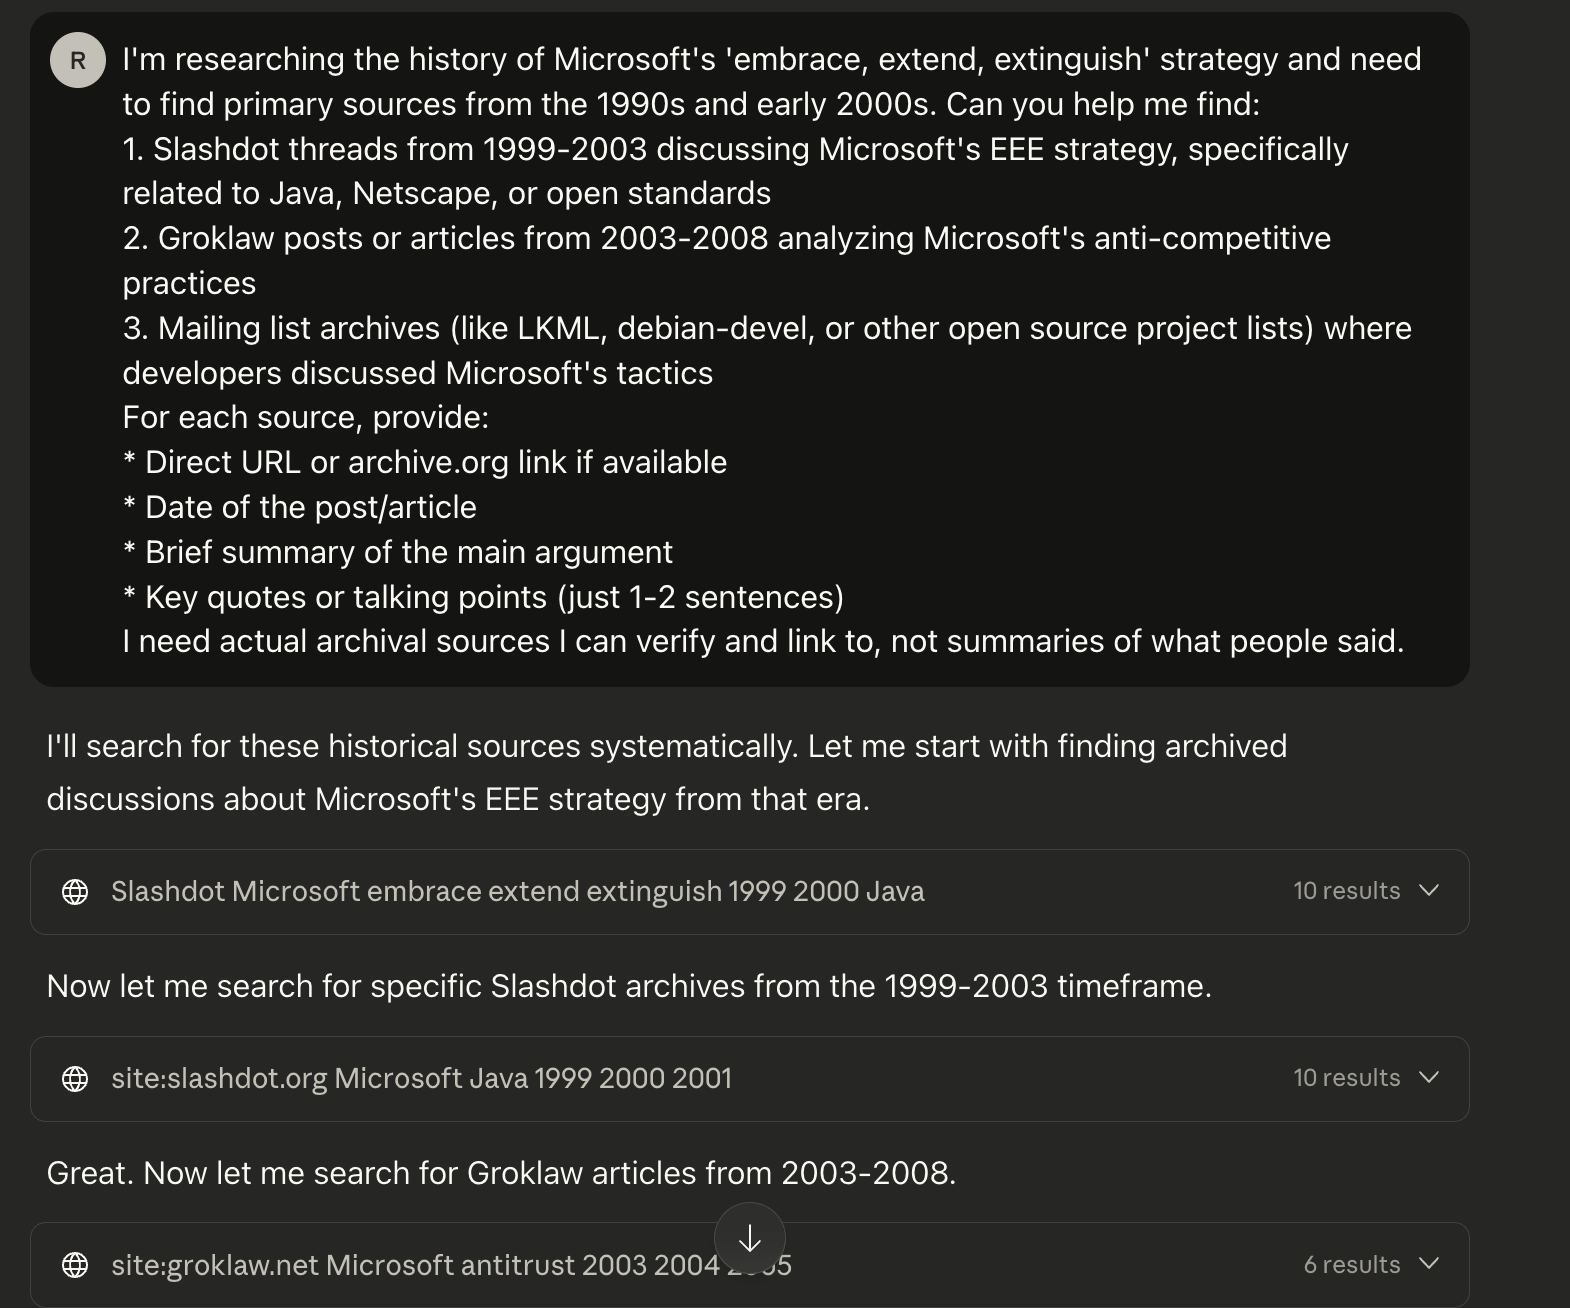 R
I'm researching the history of Microsoft's 'embrace, extend, extinguish' strategy and need
to find primary sources from the 1990s and early 2000s. Can you help me find:
1. Slashdot threads from 1999-2003 discussing Microsoft's EEE strategy, specifically
related to Java, Netscape, or open standards
2. Groklaw posts or articles from 2003-2008 analyzing Microsoft's anti-competitive
practices
3. Mailing list archives (like LKML, debian-devel, or other open source project lists) where
developers discussed Microsoft's tactics
For each source, provide:
* Direct URL or archive.org link if available
* Date of the post/article
* Brief summary of the main argument
* Key quotes or talking points (just 1-2 sentences)
I need actual archival sources I can verify and link to, not summaries of what people said.
I'll search for these historical sources systematically. Let me start with finding archived
discussions about Microsoft's EEE strategy from that era.
Slashdot Microsoft embrace extend extinguish 1999 2000 Java 10 results
Now let me search for specific Slashdot archives from the 1999-2003 timeframe.
site:slashdot.org Microsoft Java 1999 2000 2001 10 results
Great. Now let me search for Groklaw articles from 2003-2008.
site:groklaw.net Microsoft antitrust 2003 2004 6 results